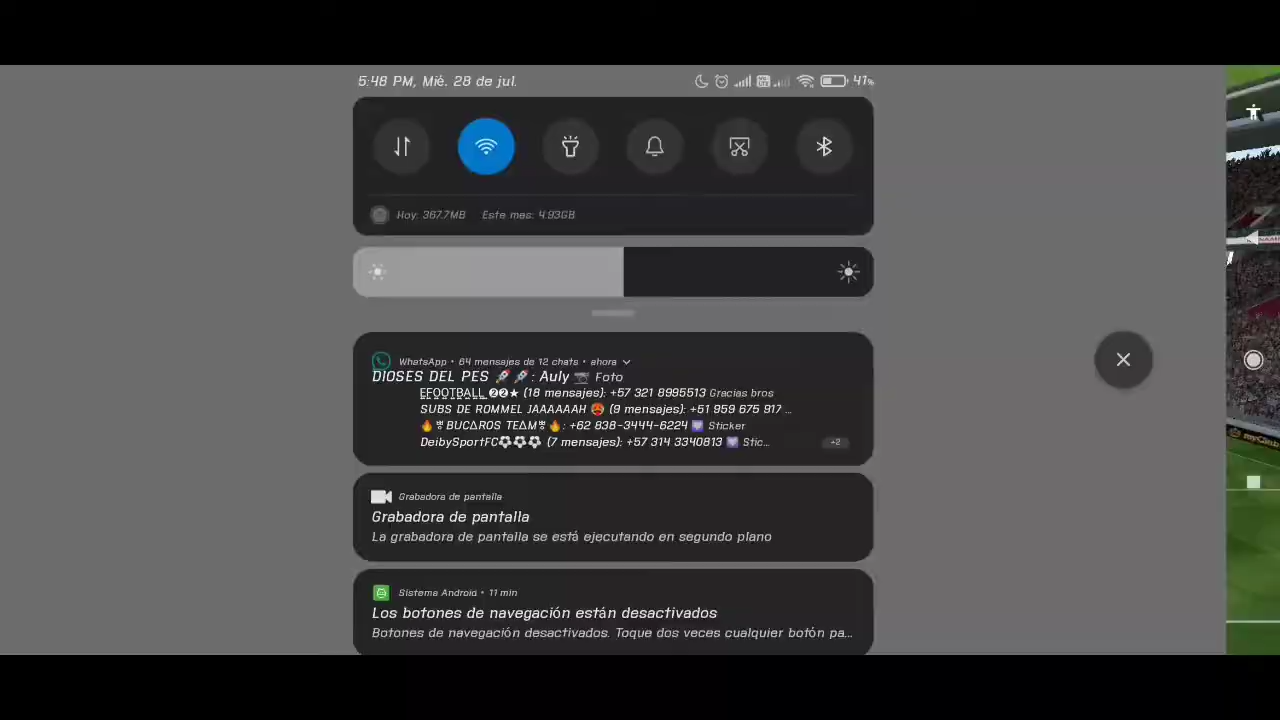 5:48 PM, Mié. 28 de jul.
41%
Hoy: 367.7MB Este mes: 4.93GB
WhatsApp • 64 mensajes de 12 chats • ahora
DIOSES DEL PES 🚀🚀: Auly 📷 Foto
EFOOTBALL ❷❷★ (18 mensajes): +57 321 8995513 Gracias bros
SUBS DE ROMMEL JAAAAAAH 🥵 (9 mensajes): +51 959 675 917 ...
🔥🎖BUCΔROS TEΔM🎖🔥: +62 838-3444-6224 💟 Sticker
DeibySportFC⚽⚽⚽ (7 mensajes): +57 314 3340813 💟 Stic...
+2
Grabadora de pantalla
Grabadora de pantalla
La grabadora de pantalla se está ejecutando en segundo plano
Sistema Android • 11 min
Los botones de navegación están desactivados
Botones de navegación desactivados. Toque dos veces cualquier botón pa...